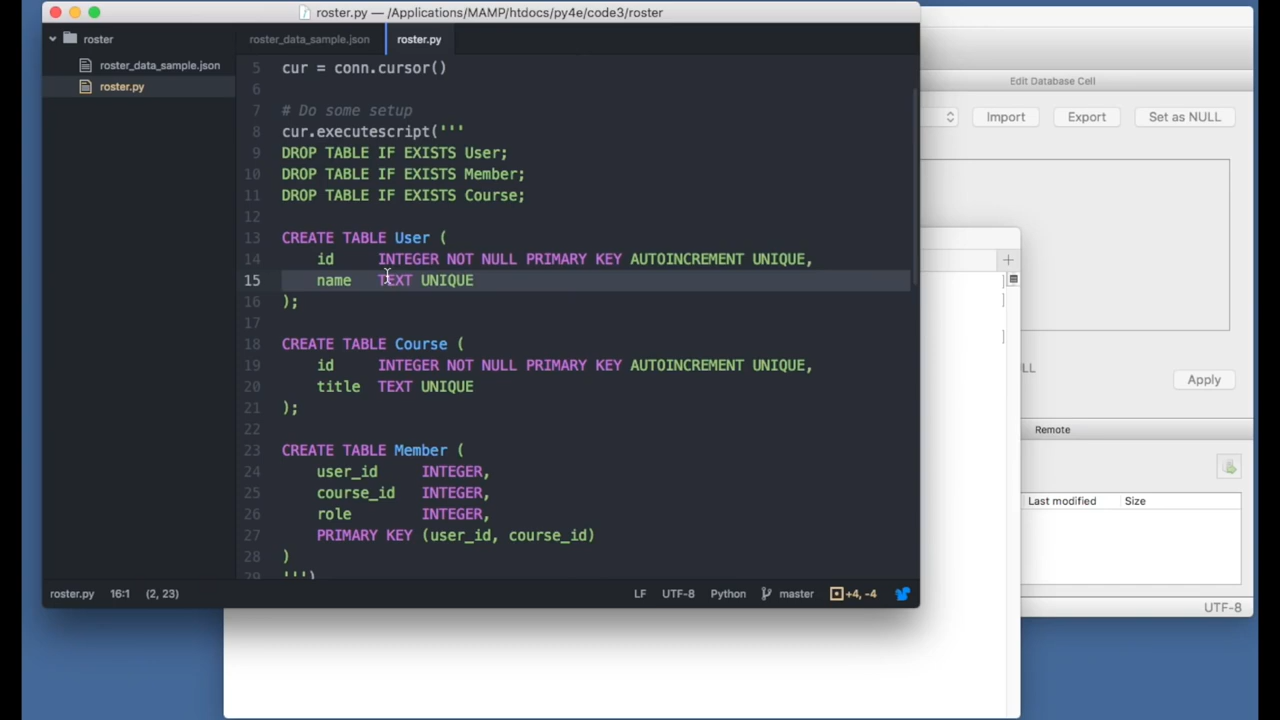 roster.py — /Applications/MAMP/htdocs/py4e/code3/roster
roster
roster_data_sample.json
roster.py
roster_data_sample.json
roster.py
5 cur = conn.cursor()
6
7 # Do some setup
8 cur.executescript('''
9 DROP TABLE IF EXISTS User;
10 DROP TABLE IF EXISTS Member;
11 DROP TABLE IF EXISTS Course;
12
13 CREATE TABLE User (
14 id INTEGER NOT NULL PRIMARY KEY AUTOINCREMENT UNIQUE,
15 name TEXT UNIQUE
16 );
17
18 CREATE TABLE Course (
19 id INTEGER NOT NULL PRIMARY KEY AUTOINCREMENT UNIQUE,
20 title TEXT UNIQUE
21 );
22
23 CREATE TABLE Member (
24 user_id INTEGER,
25 course_id INTEGER,
26 role INTEGER,
27 PRIMARY KEY (user_id, course_id)
28 )
29 ''')
roster.py 16:1 (2, 23) LF UTF-8 Python master +4, -4
Edit Database Cell
Import Export Set as NULL
Apply
Remote
Last modified Size
UTF-8